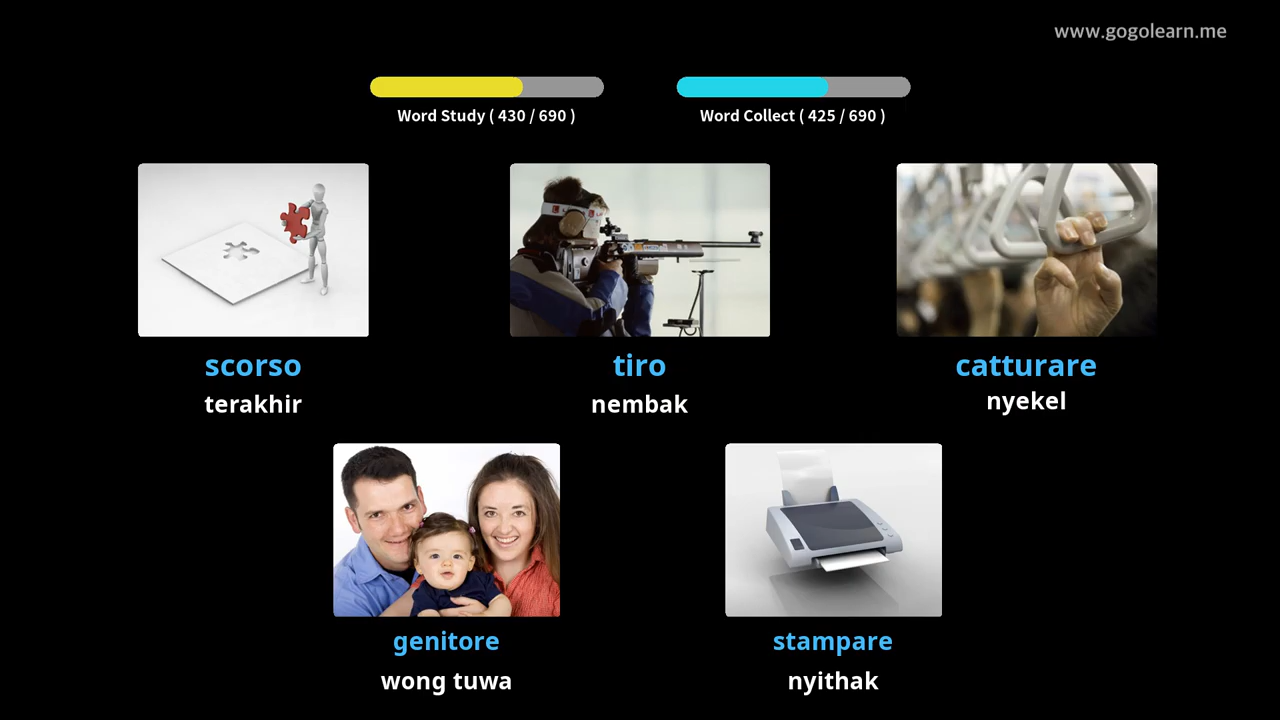 www.gogolearn.me
Word Study ( 430 / 690 )
Word Collect ( 425 / 690 )
scorso
terakhir
tiro
nembak
catturare
nyekel
genitore
wong tuwa
stampare
nyithak